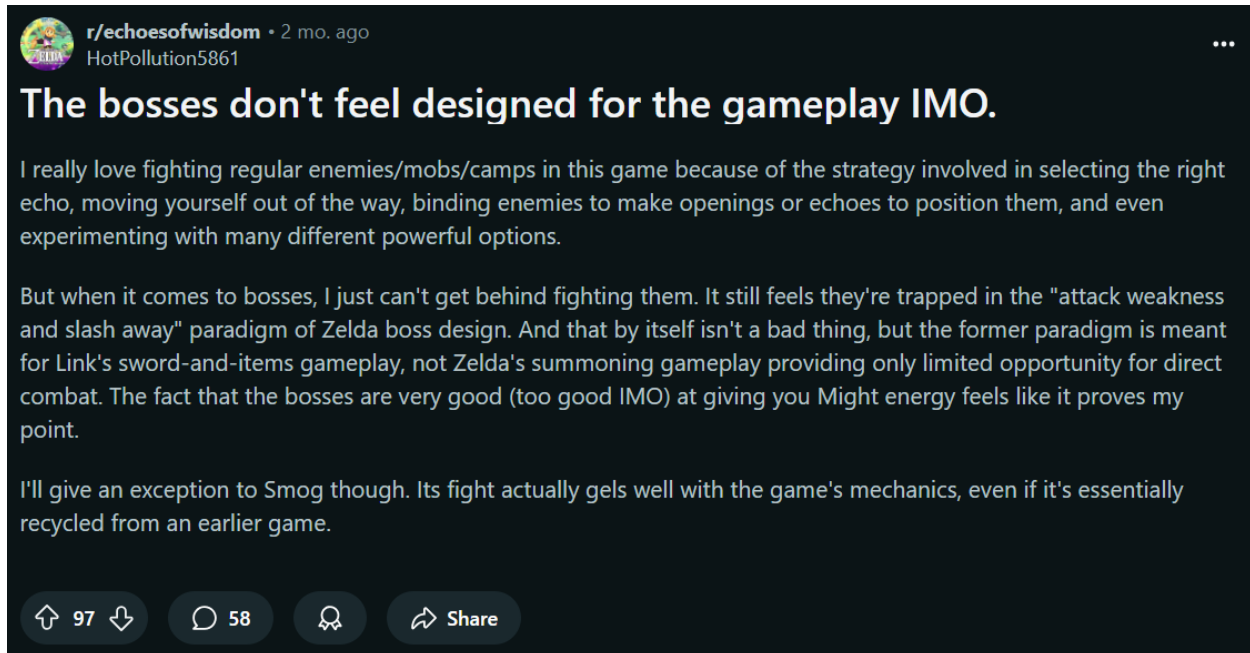 r/echoesofwisdom • 2 mo. ago
HotPollution5861
The bosses don't feel designed for the gameplay IMO.
I really love fighting regular enemies/mobs/camps in this game because of the strategy involved in selecting the right
echo, moving yourself out of the way, binding enemies to make openings or echoes to position them, and even
experimenting with many different powerful options.
But when it comes to bosses, I just can't get behind fighting them. It still feels they're trapped in the "attack weakness
and slash away" paradigm of Zelda boss design. And that by itself isn't a bad thing, but the former paradigm is meant
for Link's sword-and-items gameplay, not Zelda's summoning gameplay providing only limited opportunity for direct
combat. The fact that the bosses are very good (too good IMO) at giving you Might energy feels like it proves my
point.
I'll give an exception to Smog though. Its fight actually gels well with the game's mechanics, even if it's essentially
recycled from an earlier game.
97 58 Share